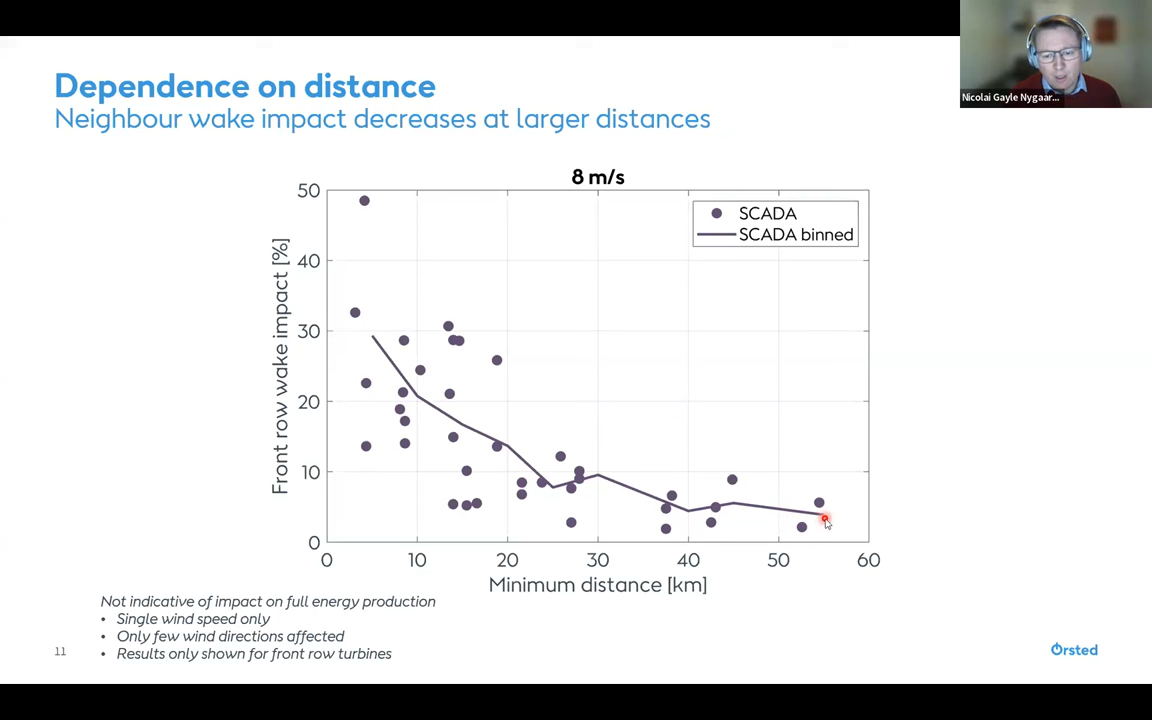 Dependence on distance
Neighbour wake impact decreases at larger distances
Nicolai Gayle Nygaar...
8 m/s
SCADA
SCADA binned
Front row wake impact [%]
50
40
30
20
10
0
0 10 20 30 40 50 60
Minimum distance [km]
Not indicative of impact on full energy production
• Single wind speed only
• Only few wind directions affected
• Results only shown for front row turbines
11
Ørsted